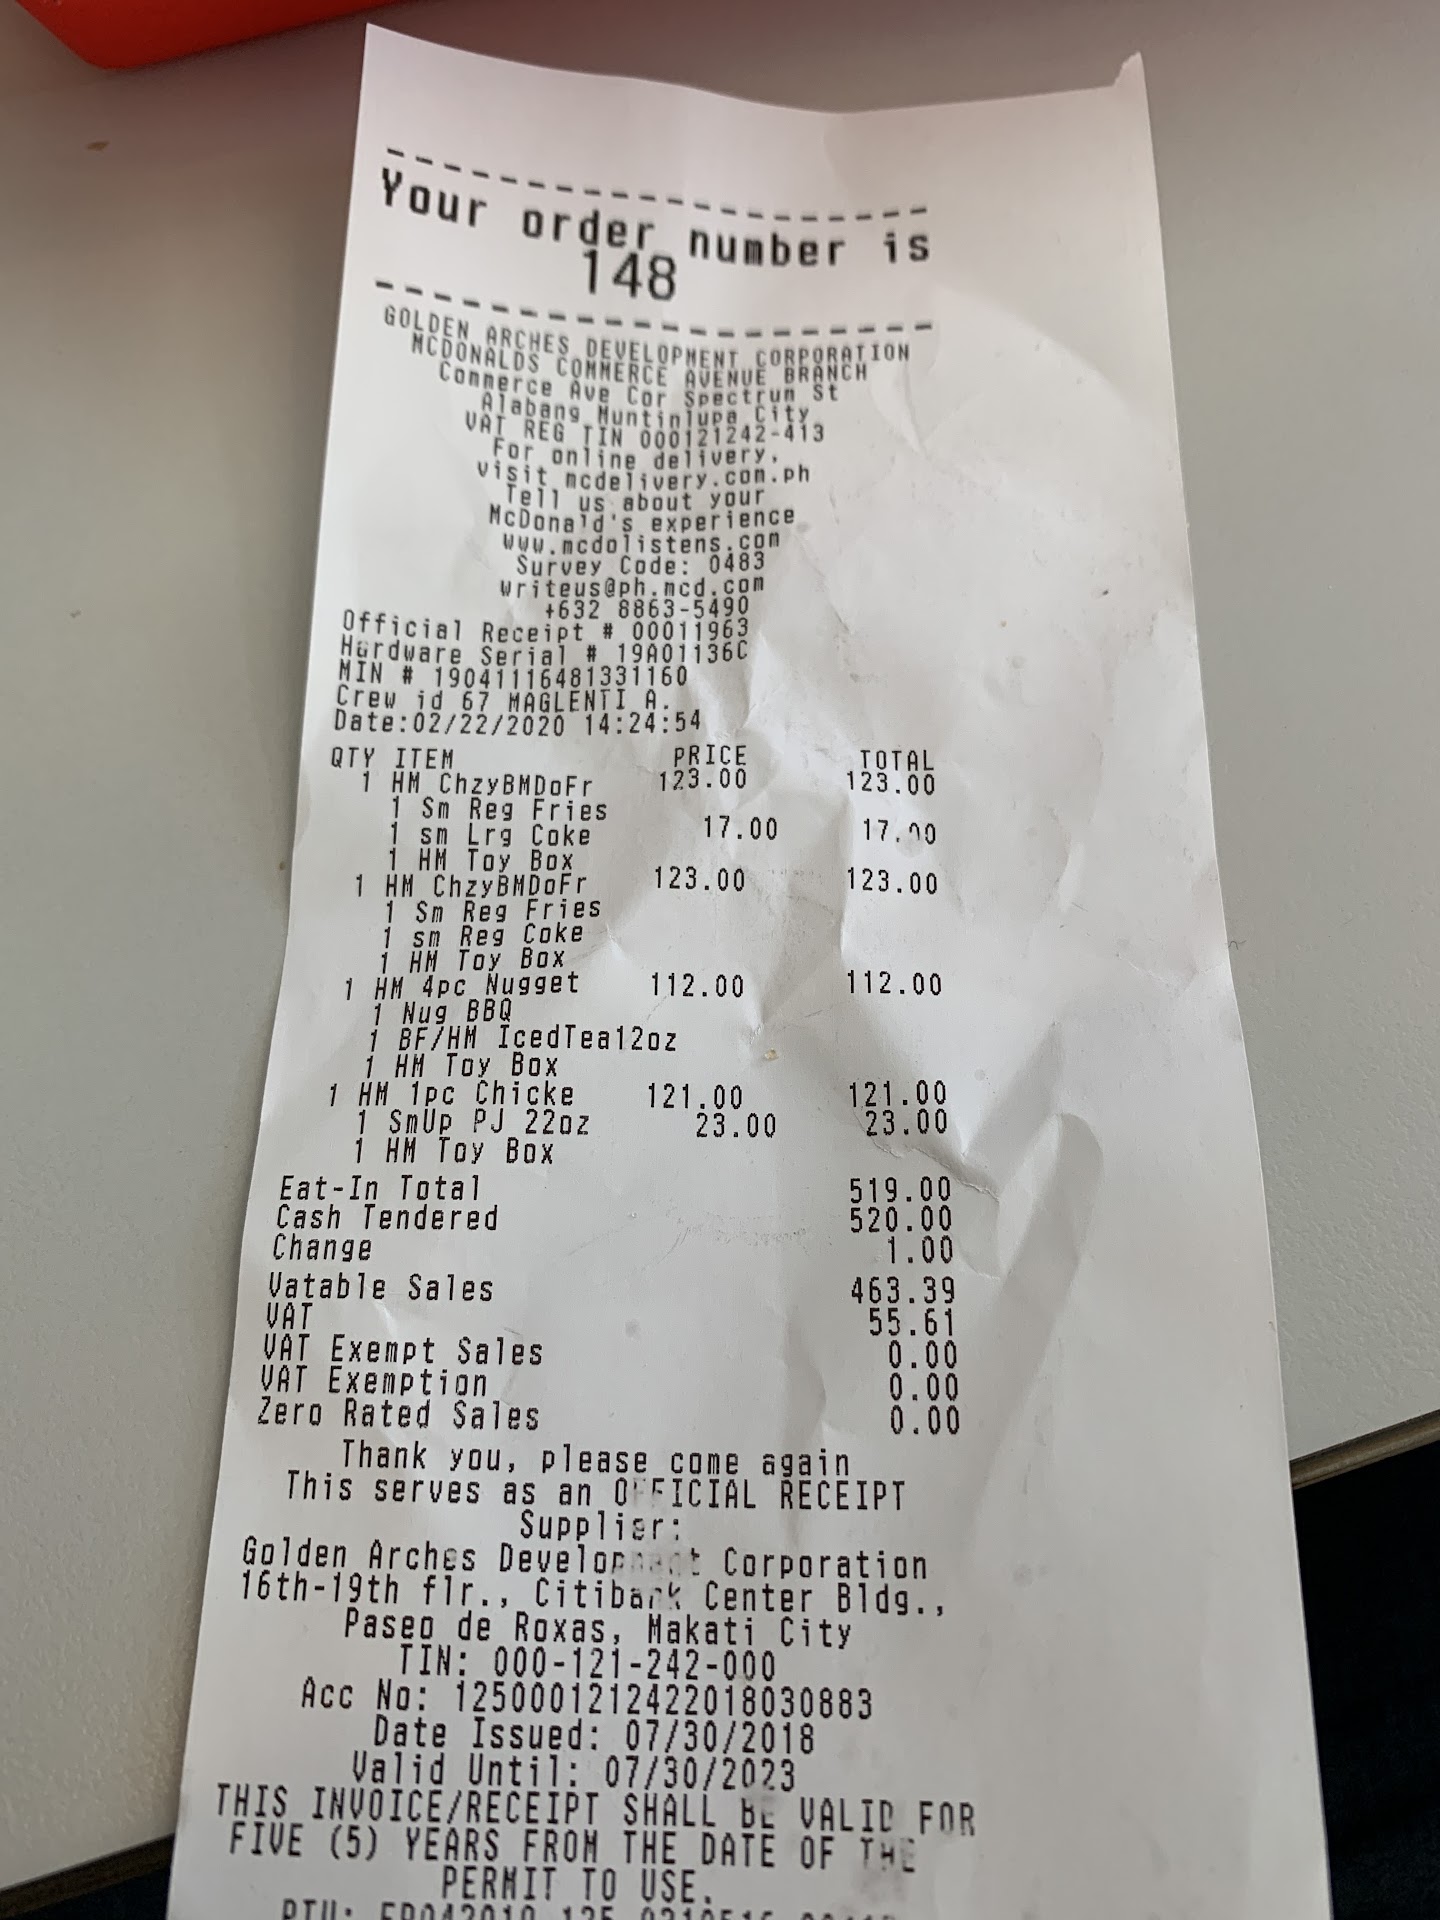 Your order number is
148
GOLDEN ARCHES DEVELOPMENT CORPORATION
MCDONALDS COMMERCE AVENUE BRANCH
Commerce Ave Cor Spectrum St
Alabang Muntinlupa City
VAT REG TIN 000121242-413
For online delivery,
visit mcdelivery.com.ph
Tell us about your
McDonald's experience
www.mcdolistens.com
Survey Code: 0483
writeus@ph.mcd.com
+632 8863-5490
Official Receipt # 00011963
Hardware Serial # 19A01136C
MIN # 19041116481331160
Crew id 67 MAGLENTI A.
Date:02/22/2020 14:24:54
QTY ITEM PRICE TOTAL
1 HM ChzyBMDoFr 123.00 123.00
1 Sm Reg Fries
1 sm Lrg Coke 17.00 17.00
1 HM Toy Box
1 HM ChzyBMDoFr 123.00 123.00
1 Sm Reg Fries
1 sm Reg Coke
1 HM Toy Box
1 HM 4pc Nugget 112.00 112.00
1 Nug BBQ
1 BF/HM IcedTea12oz
1 HM Toy Box
1 HM 1pc Chicke 121.00 121.00
1 SmUp PJ 22oz 23.00 23.00
1 HM Toy Box
Eat-In Total 519.00
Cash Tendered 520.00
Change 1.00
Vatable Sales 463.39
VAT 55.61
VAT Exempt Sales 0.00
VAT Exemption 0.00
Zero Rated Sales 0.00
Thank you, please come again
This serves as an OFFICIAL RECEIPT
Supplier:
Golden Arches Development Corporation
16th-19th flr., Citibank Center Bldg.,
Paseo de Roxas, Makati City
TIN: 000-121-242-000
Acc No: 12500012124220180308​83
Date Issued: 07/30/2018
Valid Until: 07/30/2023
THIS INVOICE/RECEIPT SHALL BE VALID FOR
FIVE (5) YEARS FROM THE DATE OF THE
PERMIT TO USE.
PTU: